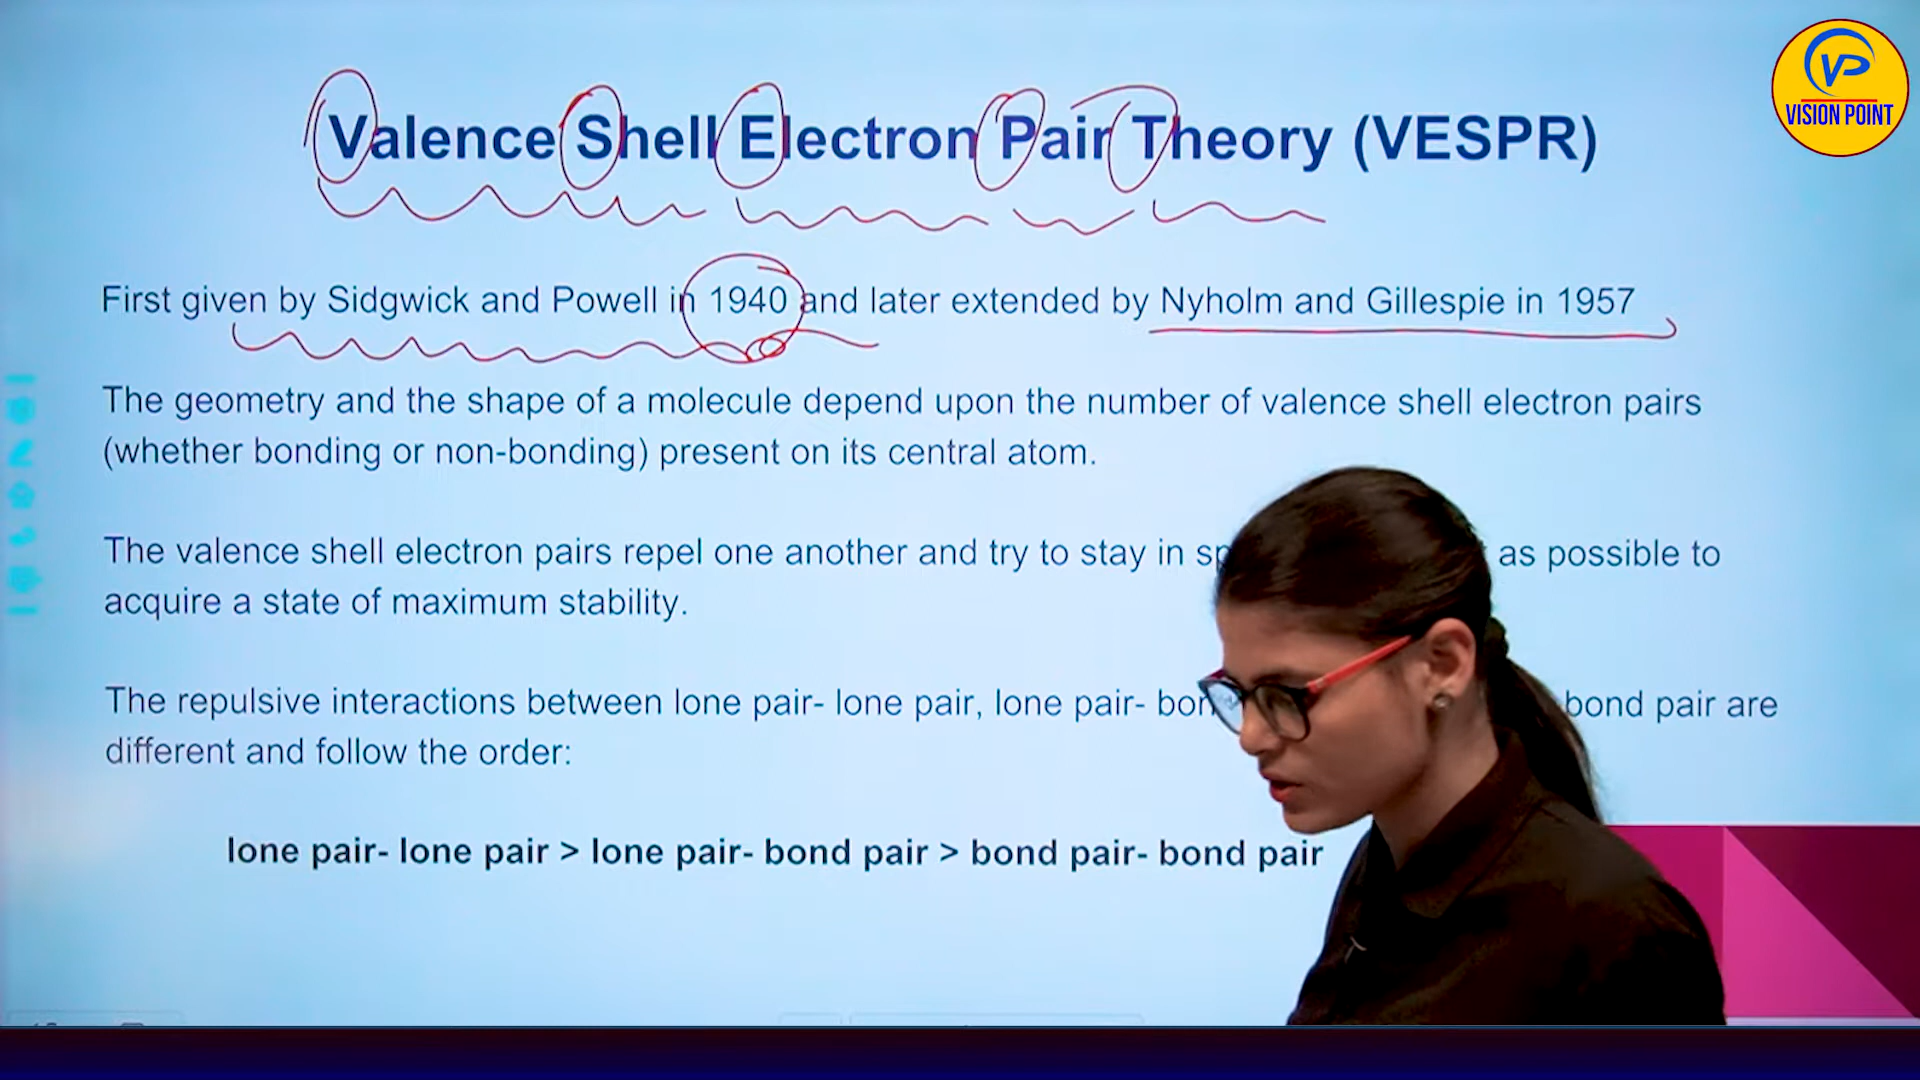 VP
VISION POINT
Valence Shell Electron Pair Theory (VESPR)
First given by Sidgwick and Powell in 1940 and later extended by Nyholm and Gillespie in 1957
The geometry and the shape of a molecule depend upon the number of valence shell electron pairs
(whether bonding or non-bonding) present on its central atom.
The valence shell electron pairs repel one another and try to stay in as possible to
acquire a state of maximum stability.
The repulsive interactions between lone pair- lone pair, lone pair- bond pair are
different and follow the order:
lone pair- lone pair > lone pair- bond pair > bond pair- bond pair